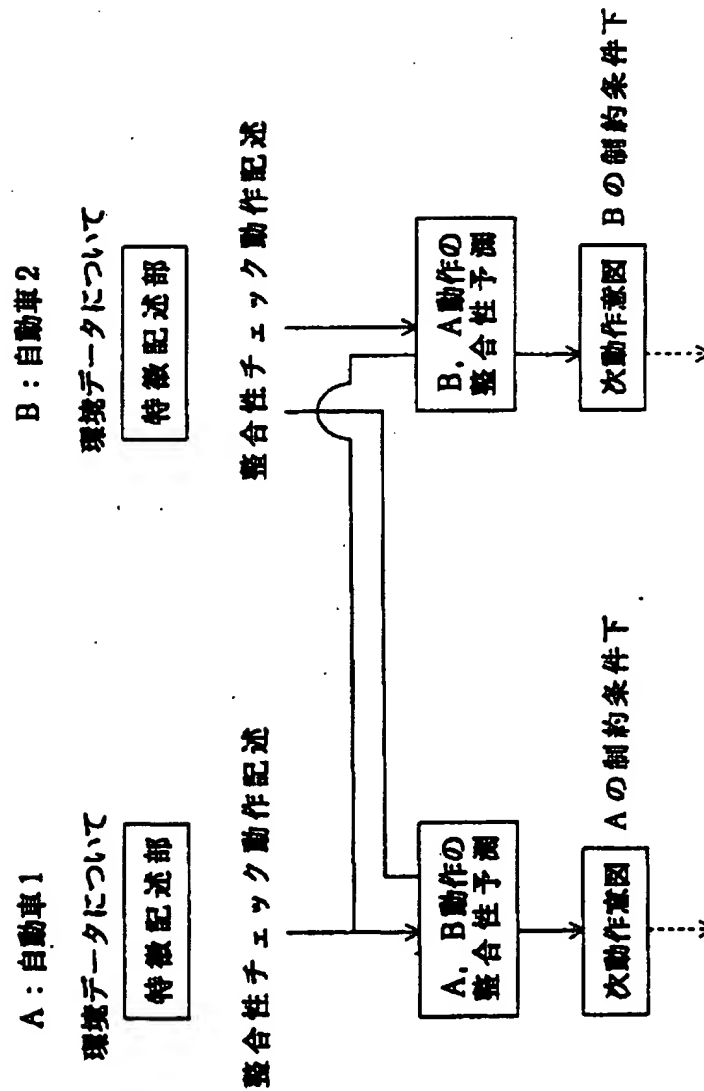 A:自動車1
環境データについて
特徴記述部
整合性チェック動作記述
A,B動作の
整合性予測
次動作意図
Aの制約条件下
B:自動車2
環境データについて
特徴記述部
整合性チェック動作記述
B,A動作の
整合性予測
次動作意図
Bの制約条件下